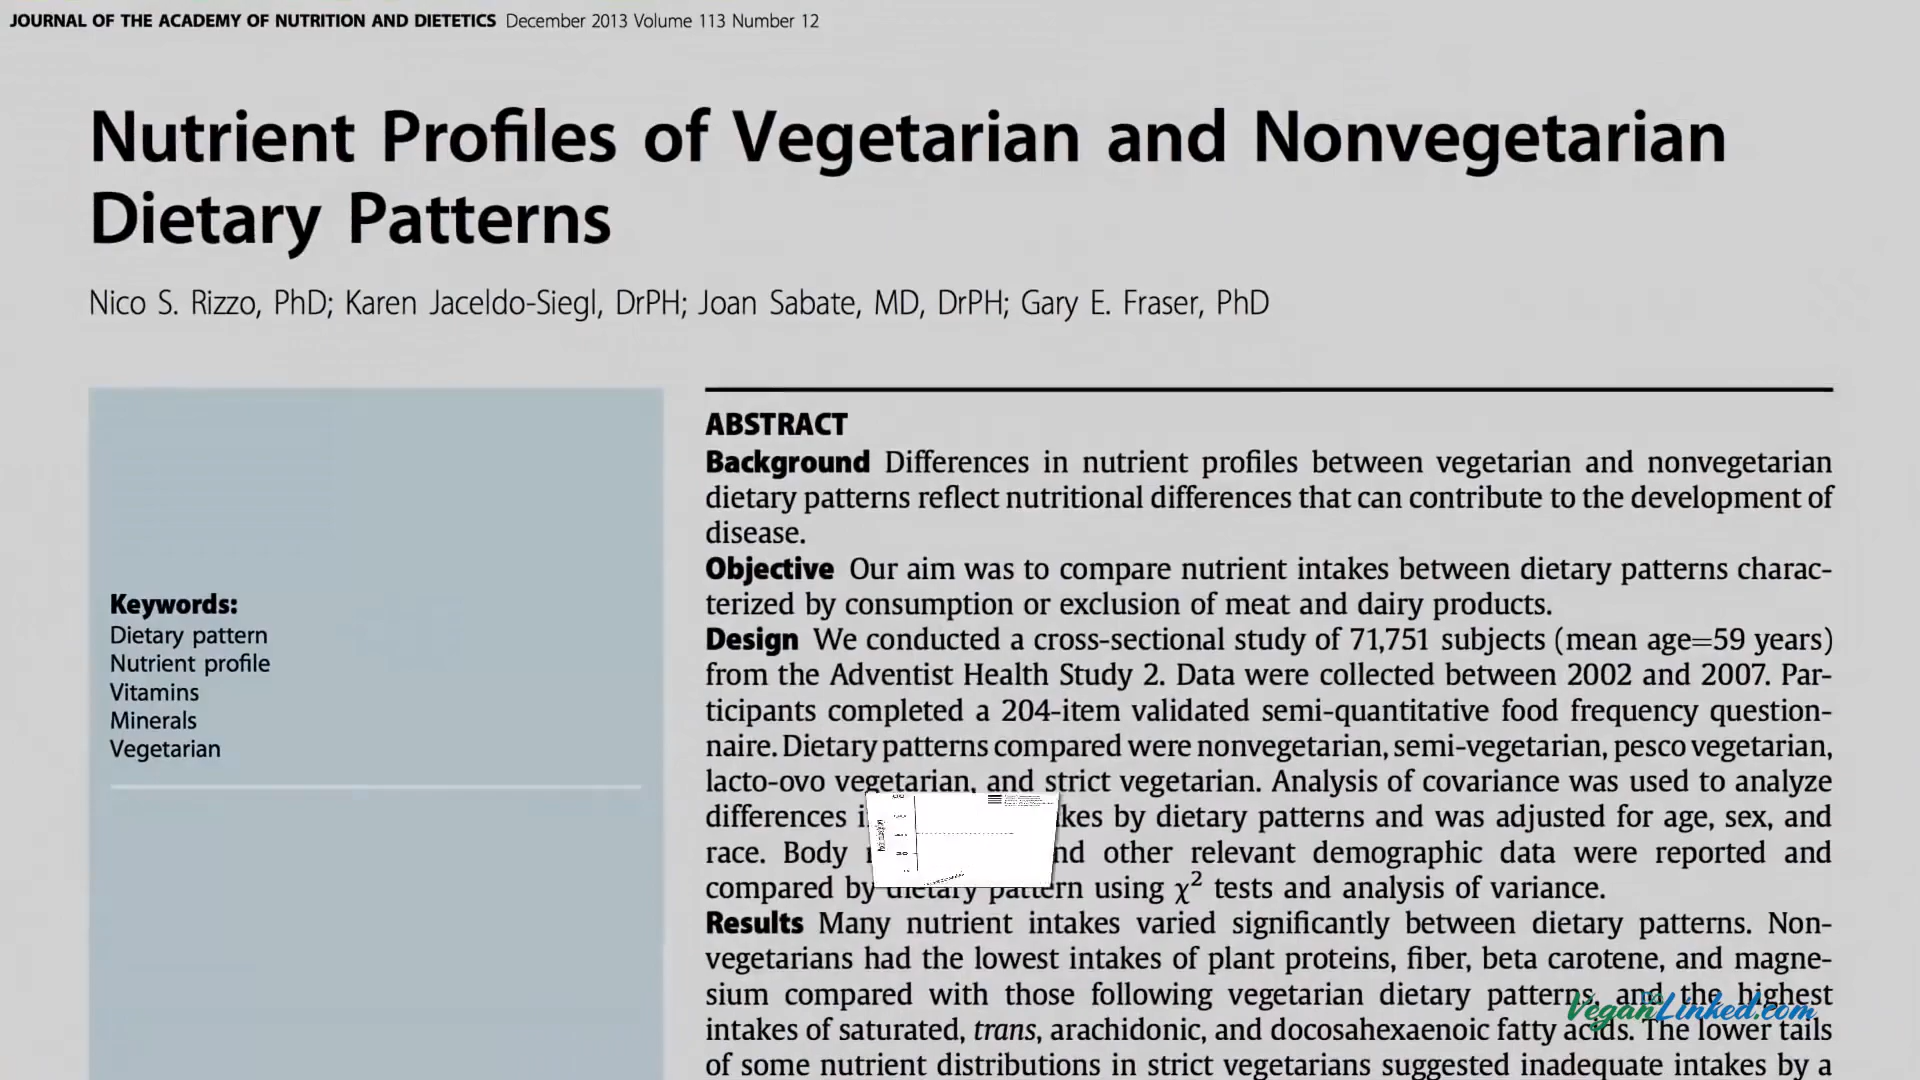 JOURNAL OF THE ACADEMY OF NUTRITION AND DIETETICS December 2013 Volume 113 Number 12
Nutrient Profiles of Vegetarian and Nonvegetarian
Dietary Patterns
Nico S. Rizzo, PhD; Karen Jaceldo-Siegl, DrPH; Joan Sabate, MD, DrPH; Gary E. Fraser, PhD
Keywords:
Dietary pattern
Nutrient profile
Vitamins
Minerals
Vegetarian
ABSTRACT
Background Differences in nutrient profiles between vegetarian and nonvegetarian
dietary patterns reflect nutritional differences that can contribute to the development of
disease.
Objective Our aim was to compare nutrient intakes between dietary patterns charac-
terized by consumption or exclusion of meat and dairy products.
Design We conducted a cross-sectional study of 71,751 subjects (mean age=59 years)
from the Adventist Health Study 2. Data were collected between 2002 and 2007. Par-
ticipants completed a 204-item validated semi-quantitative food frequency question-
naire. Dietary patterns compared were nonvegetarian, semi-vegetarian, pesco vegetarian,
lacto-ovo vegetarian, and strict vegetarian. Analysis of covariance was used to analyze
differences by dietary patterns and was adjusted for age, sex, and
race. Body other relevant demographic data were reported and
compared by dietary pattern using χ² tests and analysis of variance.
Results Many nutrient intakes varied significantly between dietary patterns. Non-
vegetarians had the lowest intakes of plant proteins, fiber, beta carotene, and magne-
sium compared with those following vegetarian dietary patterns, and the highest
intakes of saturated, trans, arachidonic, and docosahexaenoic fatty acids. The lower tails
of some nutrient distributions in strict vegetarians suggested inadequate intakes by a
VeganLinked.com